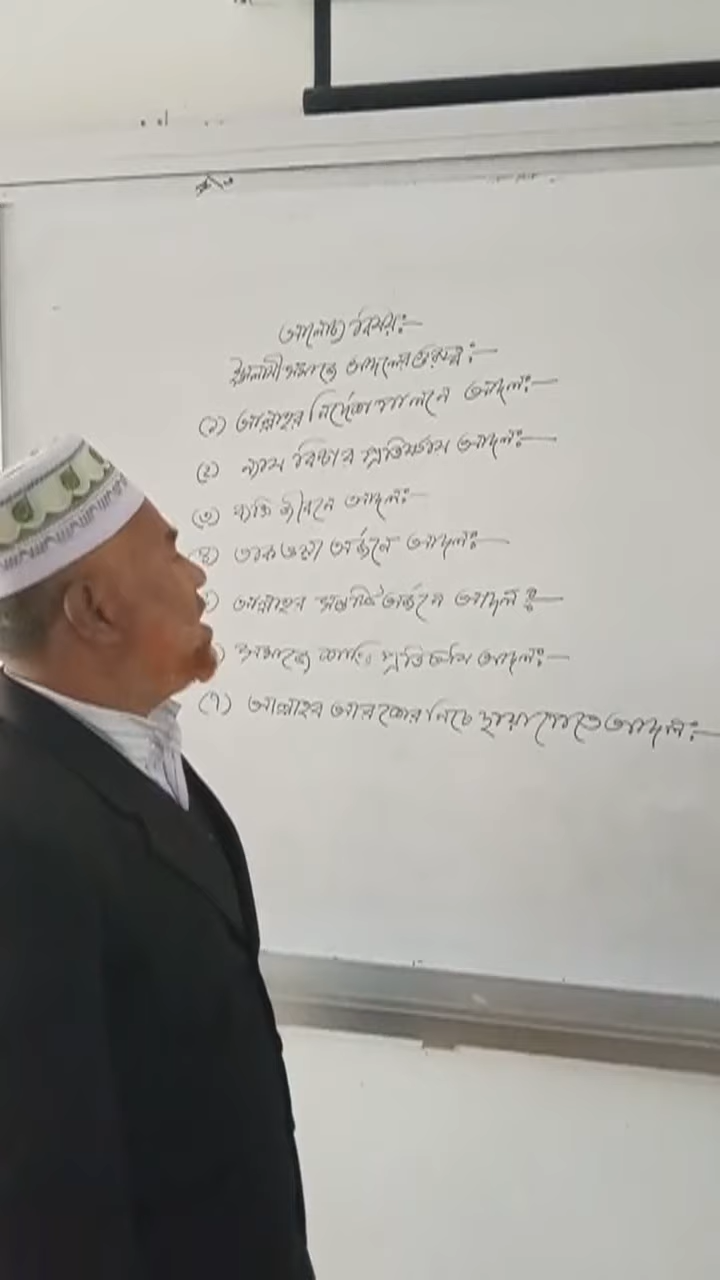 আলোচ্য বিষয়:—
ইসলামী সমাজে আদলের গুরুত্ব:—
(১) আল্লাহর নির্দেশ পালনে আদল:—
(২) ন্যায় বিচার প্রতিষ্ঠায় আদল:—
(৩) ব্যক্তি জীবনে আদল:—
(৪) তাকওয়া অর্জনে আদল:—
) আল্লাহর সন্তুষ্টি অর্জনে আদল:—
) সমাজে শান্তি প্রতিষ্ঠায় আদল:—
(৭) আল্লাহর আরশের নিচে ছায়া পেতে আদল:—